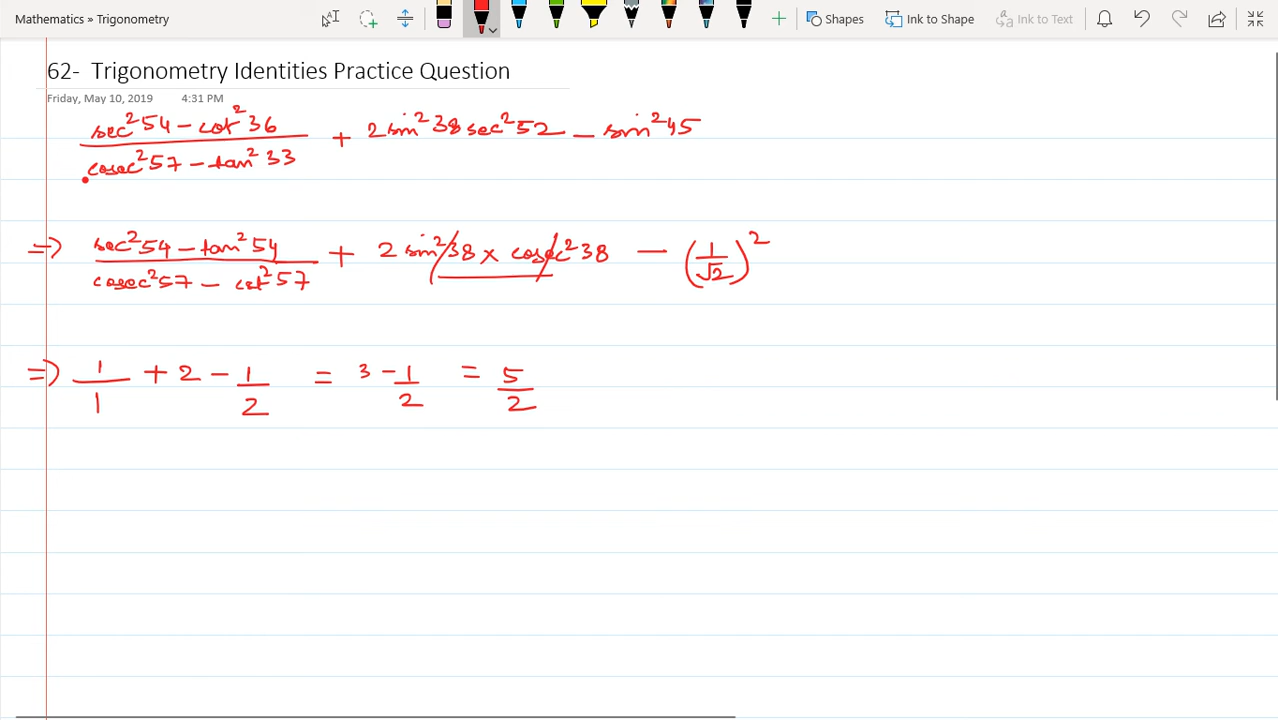 Mathematics » Trigonometry
Shapes
Ink to Shape
Ink to Text
62- Trigonometry Identities Practice Question
Friday, May 10, 2019 4:31 PM
(sec²54 - cot²36)/(cosec²57 - tan²33) + 2 sin²38 sec²52 - sin²45
=> (sec²54 - tan²54)/(cosec²57 - cot²57) + 2 sin²38 × cosec²38 - (1/√2)²
=> 1/1 + 2 - 1/2 = 3 - 1/2 = 5/2